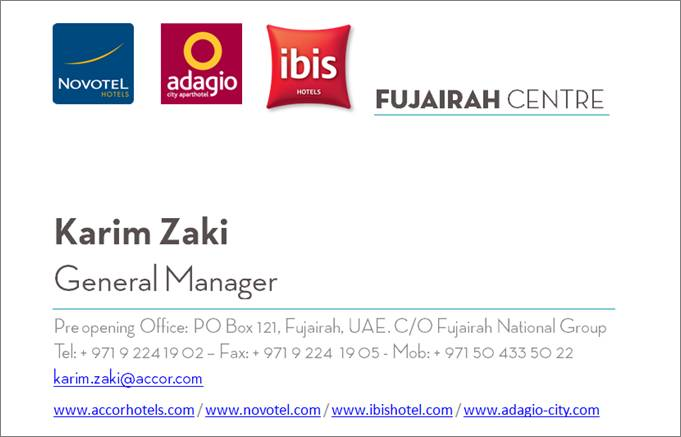 NOVOTEL
HOTELS
adagio
city aparthotel
ibis
HOTELS
FUJAIRAH CENTRE
Karim Zaki
General Manager
Pre opening Office: PO Box 121, Fujairah, UAE. C/O Fujairah National Group
Tel: + 971 9 224 19 02 – Fax: + 971 9 224 19 05 - Mob: + 971 50 433 50 22
karim.zaki@accor.com
www.accorhotels.com / www.novotel.com / www.ibishotel.com / www.adagio-city.com